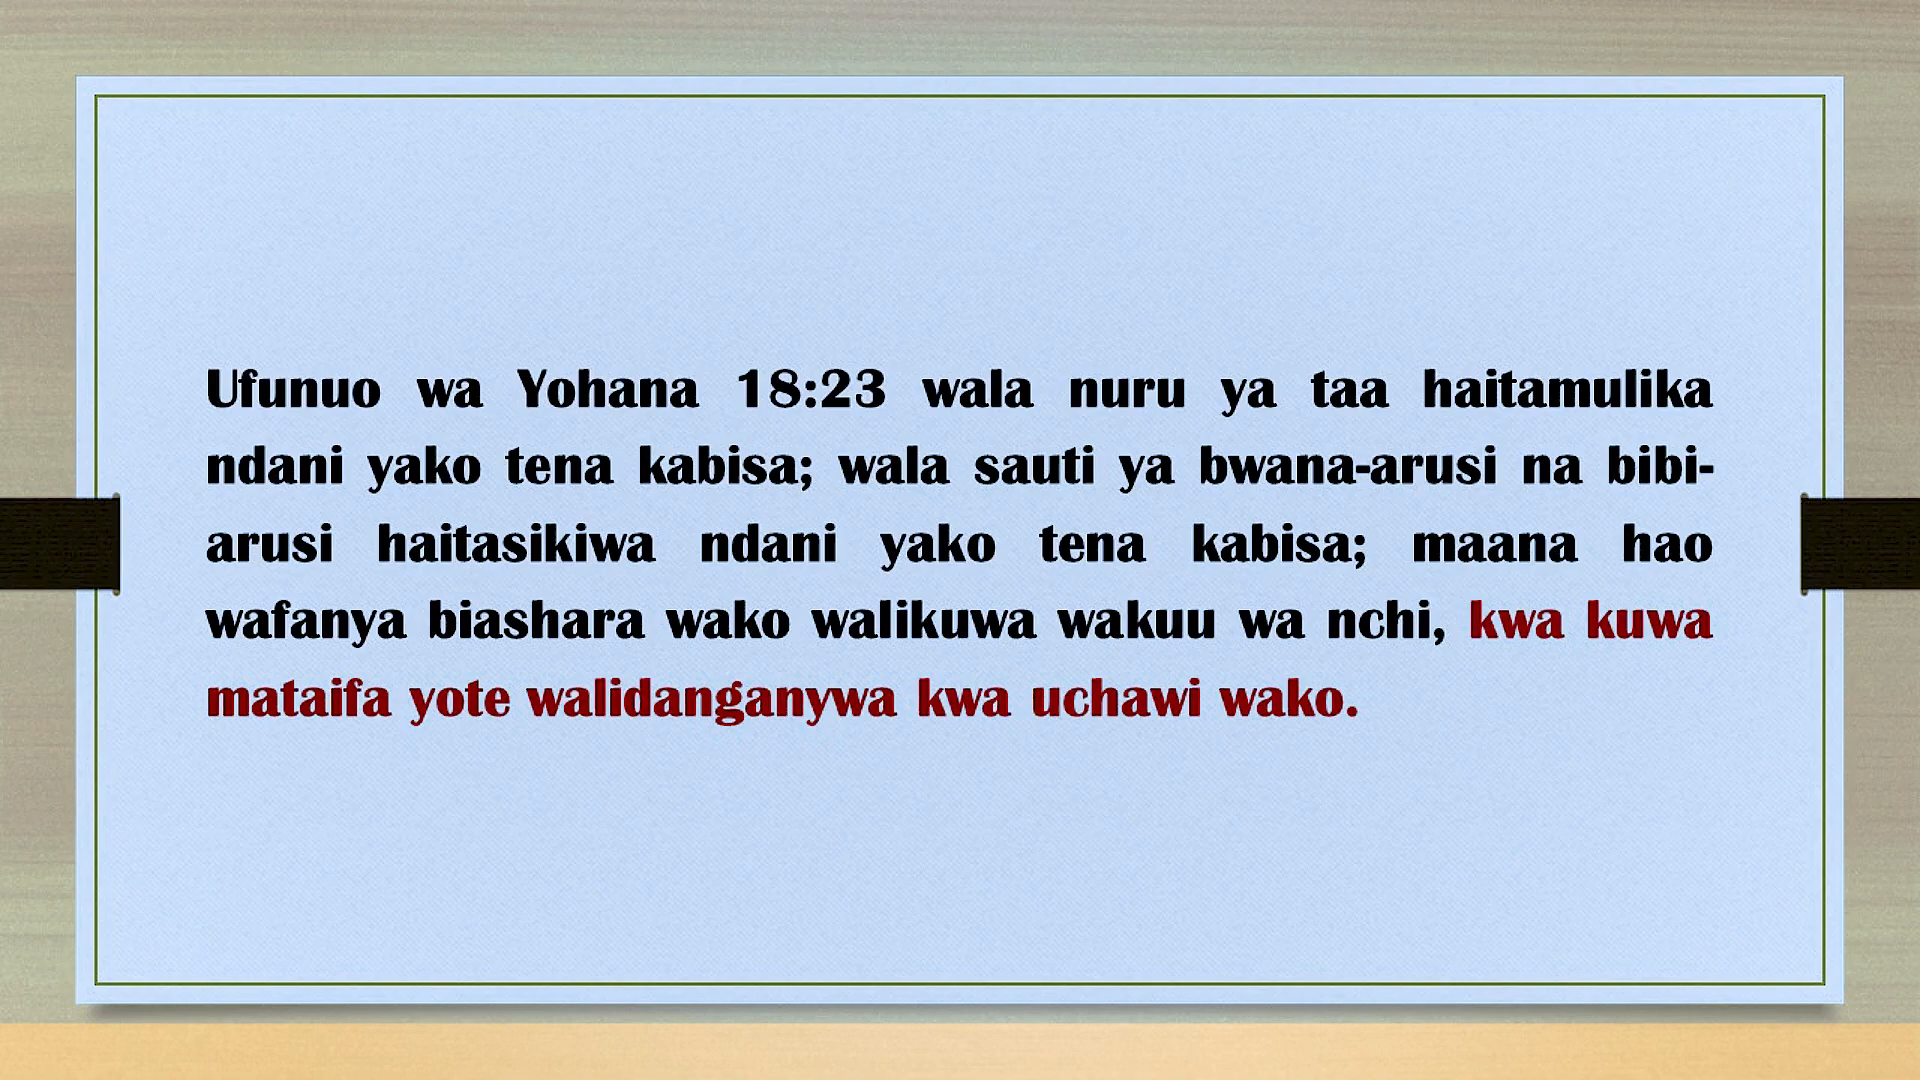 Ufunuo wa Yohana 18:23 wala nuru ya taa haitamulika
ndani yako tena kabisa; wala sauti ya bwana-arusi na bibi-
arusi haitasikiwa ndani yako tena kabisa; maana hao
wafanya biashara wako walikuwa wakuu wa nchi, kwa kuwa
mataifa yote walidanganywa kwa uchawi wako.